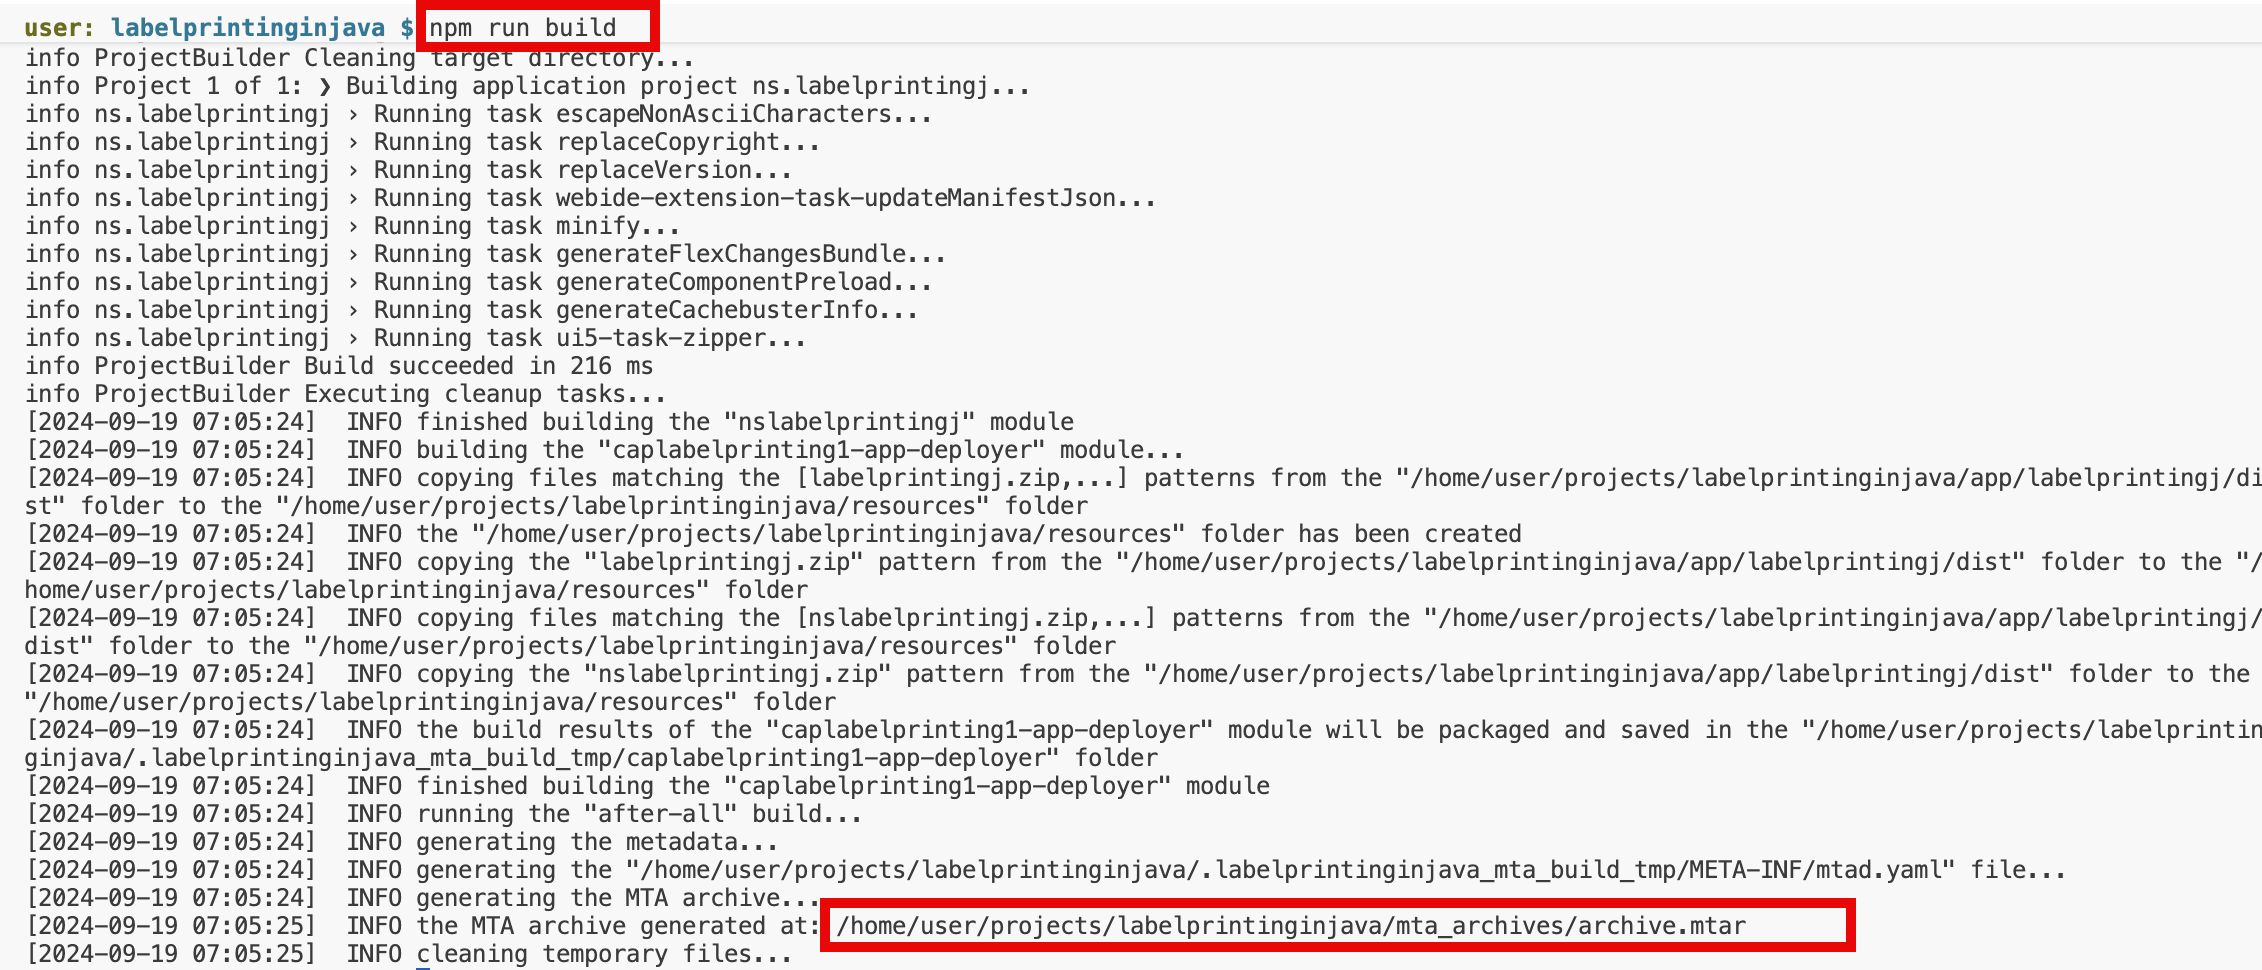 user: labelprintinginjava $ npm run build
info ProjectBuilder Cleaning target directory...
info Project 1 of 1: ❯ Building application project ns.labelprintingj...
info ns.labelprintingj › Running task escapeNonAsciiCharacters...
info ns.labelprintingj › Running task replaceCopyright...
info ns.labelprintingj › Running task replaceVersion...
info ns.labelprintingj › Running task webide-extension-task-updateManifestJson...
info ns.labelprintingj › Running task minify...
info ns.labelprintingj › Running task generateFlexChangesBundle...
info ns.labelprintingj › Running task generateComponentPreload...
info ns.labelprintingj › Running task generateCachebusterInfo...
info ns.labelprintingj › Running task ui5-task-zipper...
info ProjectBuilder Build succeeded in 216 ms
info ProjectBuilder Executing cleanup tasks...
[2024-09-19 07:05:24]  INFO finished building the "nslabelprintingj" module
[2024-09-19 07:05:24]  INFO building the "caplabelprinting1-app-deployer" module...
[2024-09-19 07:05:24]  INFO copying files matching the [labelprintingj.zip,...] patterns from the "/home/user/projects/labelprintinginjava/app/labelprintingj/di
st" folder to the "/home/user/projects/labelprintinginjava/resources" folder
[2024-09-19 07:05:24]  INFO the "/home/user/projects/labelprintinginjava/resources" folder has been created
[2024-09-19 07:05:24]  INFO copying the "labelprintingj.zip" pattern from the "/home/user/projects/labelprintinginjava/app/labelprintingj/dist" folder to the "/
home/user/projects/labelprintinginjava/resources" folder
[2024-09-19 07:05:24]  INFO copying files matching the [nslabelprintingj.zip,...] patterns from the "/home/user/projects/labelprintinginjava/app/labelprintingj/
dist" folder to the "/home/user/projects/labelprintinginjava/resources" folder
[2024-09-19 07:05:24]  INFO copying the "nslabelprintingj.zip" pattern from the "/home/user/projects/labelprintinginjava/app/labelprintingj/dist" folder to the
"/home/user/projects/labelprintinginjava/resources" folder
[2024-09-19 07:05:24]  INFO the build results of the "caplabelprinting1-app-deployer" module will be packaged and saved in the "/home/user/projects/labelprintin
ginjava/.labelprintinginjava_mta_build_tmp/caplabelprinting1-app-deployer" folder
[2024-09-19 07:05:24]  INFO finished building the "caplabelprinting1-app-deployer" module
[2024-09-19 07:05:24]  INFO running the "after-all" build...
[2024-09-19 07:05:24]  INFO generating the metadata...
[2024-09-19 07:05:24]  INFO generating the "/home/user/projects/labelprintinginjava/.labelprintinginjava_mta_build_tmp/META-INF/mtad.yaml" file...
[2024-09-19 07:05:24]  INFO generating the MTA archive...
[2024-09-19 07:05:25]  INFO the MTA archive generated at: /home/user/projects/labelprintinginjava/mta_archives/archive.mtar
[2024-09-19 07:05:25]  INFO cleaning temporary files...